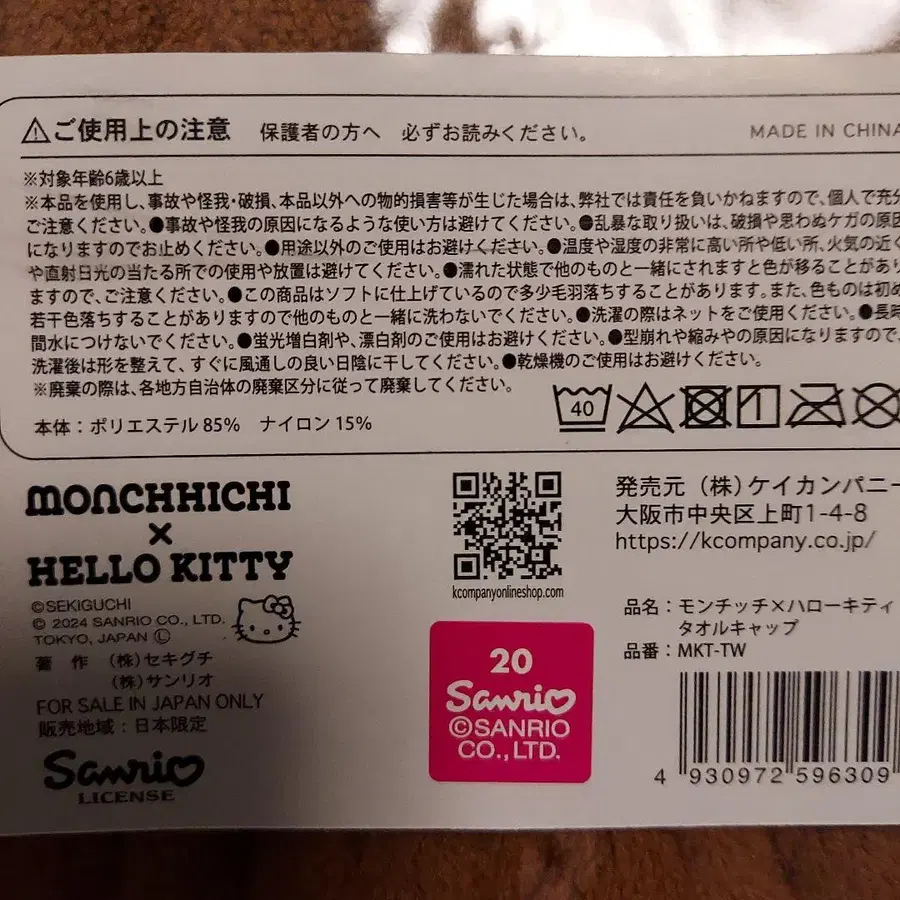 ⚠ご使用上の注意 保護者の方へ 必ずお読みください。 MADE IN CHINA
※対象年齢6歳以上
※本品を使用し、事故や怪我・破損、本品以外への物的損害等が生じた場合は、弊社では責任を負いかねますので、個人で充分
ご注意ください。●事故や怪我の原因になるような使い方は避けてください。●乱暴な取り扱いは、破損や思わぬケガの原因
になりますのでお止めください。●用途以外のご使用はお避けください。●温度や湿度の非常に高い所や低い所、火気の近く
や直射日光の当たる所での使用や放置は避けてください。●濡れた状態で他のものと一緒にされますと色が移ることがあり
ますので、ご注意ください。●この商品はソフトに仕上げているので多少毛羽落ちすることがあります。また、色ものは初め
若干色落ちすることがありますので他のものと一緒に洗わないでください。●洗濯の際はネットをご使用ください。●長時
間水につけないでください。●蛍光増白剤や、漂白剤のご使用はお避けください。●型崩れや縮みやの原因になりますので、
洗濯後は形を整えて、すぐに風通しの良い日陰に干してください。●乾燥機のご使用はお避けください。
※廃棄の際は、各地方自治体の廃棄区分に従って廃棄してください。
40
本体：ポリエステル85% ナイロン15%
MONCHHICHI
×
HELLO KITTY
©SEKIGUCHI
© 2024 SANRIO CO., LTD.
TOKYO, JAPAN Ⓛ
著 作 （株）セキグチ
（株）サンリオ
FOR SALE IN JAPAN ONLY
販売地域：日本限定
Sanrio
LICENSE
kcompanyonlineshop.com
20
Sanrio
©SANRIO
CO., LTD.
発売元（株）ケイカンパニー
大阪市中央区上町1-4-8
https://kcompany.co.jp/
品名：モンチッチ×ハローキティ
タオルキャップ
品番：MKT-TW
4 930972 596309